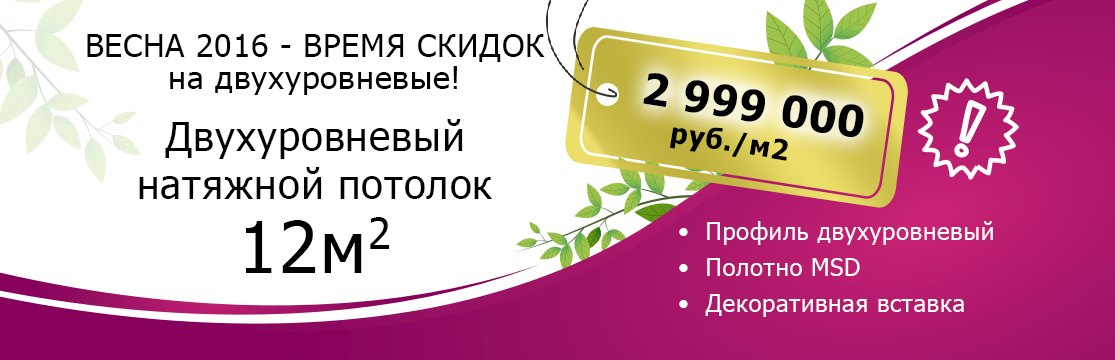 ВЕСНА 2016 - ВРЕМЯ СКИДОК
на двухуровневые!
Двухуровневый
натяжной потолок
12м²
2 999 000
руб./м2
• Профиль двухуровневый
• Полотно MSD
• Декоративная вставка